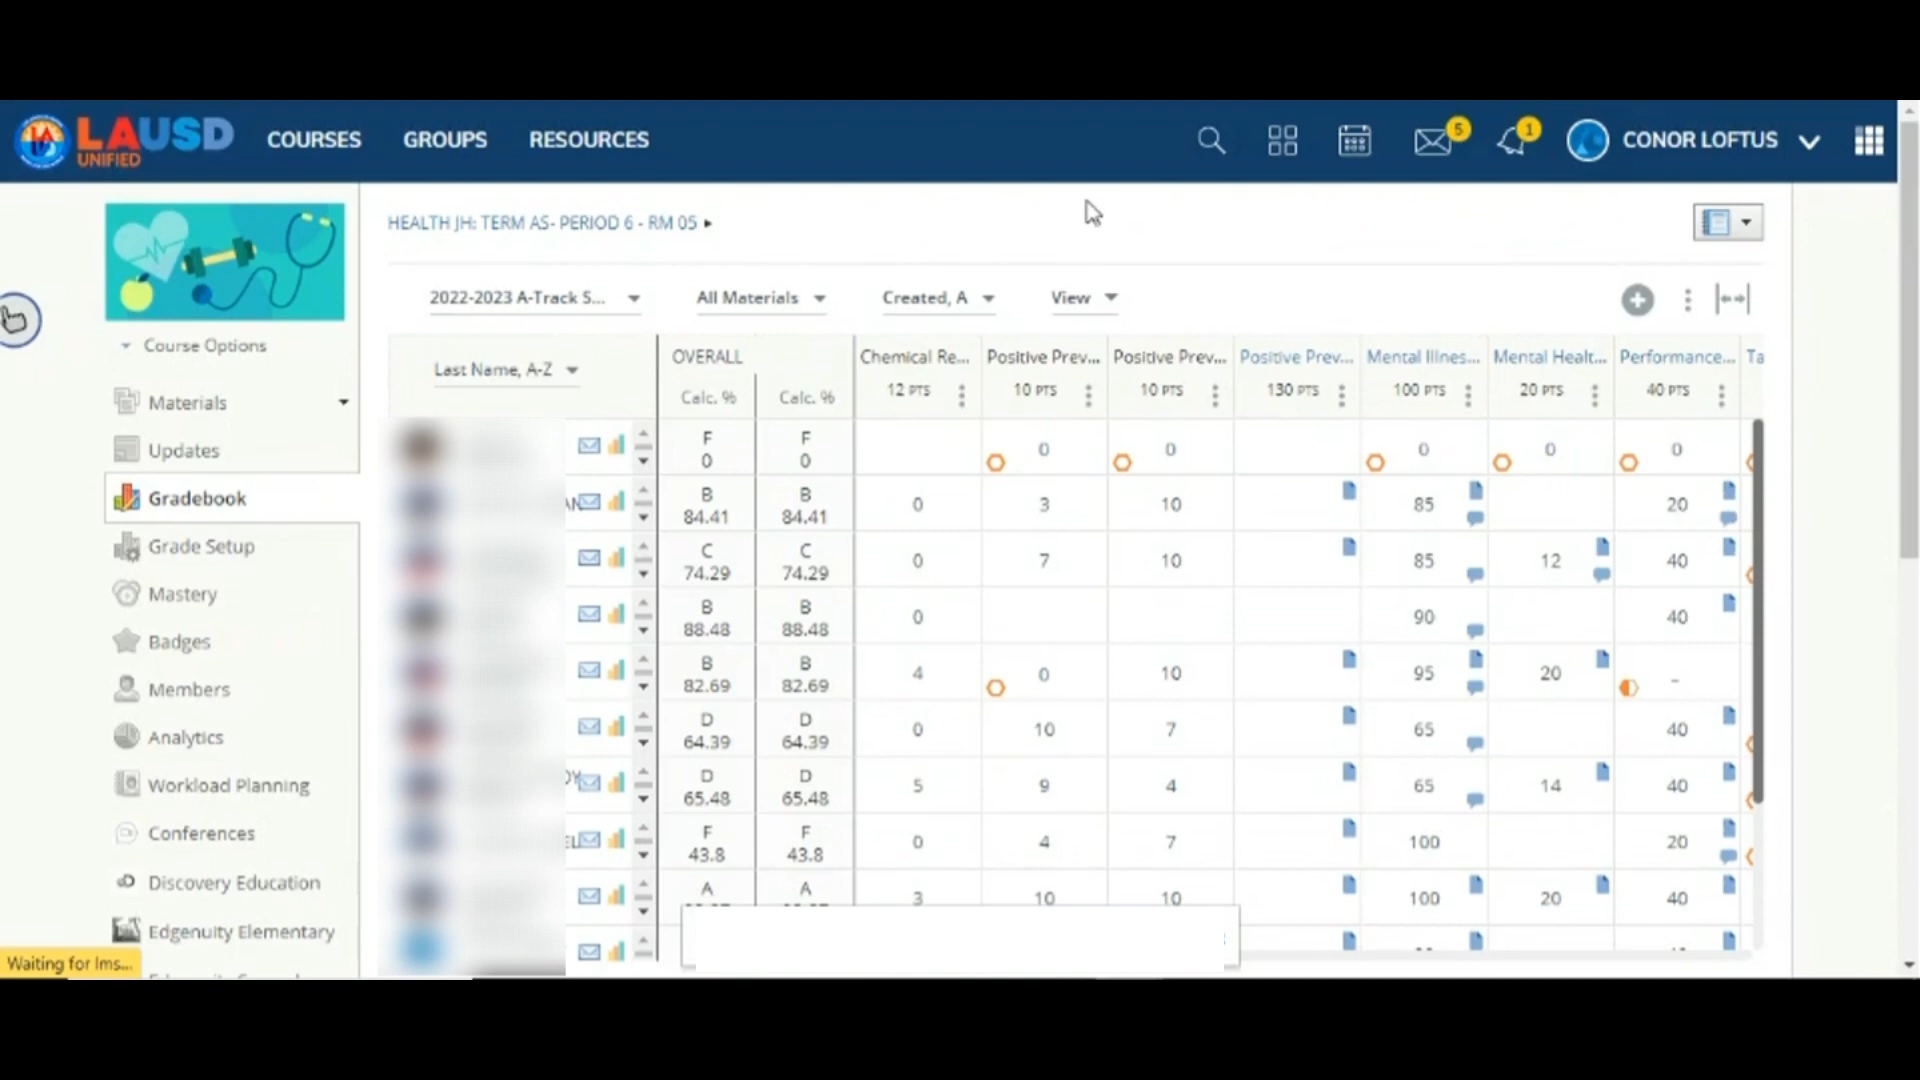 LAUSD
UNIFIED
COURSES GROUPS RESOURCES 5 1 CONOR LOFTUS
HEALTH JH: TERM AS- PERIOD 6 - RM 05
2022-2023 A-Track S... All Materials Created, A View
Course Options
Materials
Updates
Gradebook
Grade Setup
Mastery
Badges
Members
Analytics
Workload Planning
Conferences
Discovery Education
Edgenuity Elementary
Waiting for lms...
Last Name, A-Z OVERALL Chemical Re... Positive Prev... Positive Prev... Positive Prev... Mental Illnes... Mental Healt... Performance... Ta
Calc. % Calc. % 12 PTS 10 PTS 10 PTS 130 PTS 100 PTS 20 PTS 40 PTS
F F
0 0 0 0 0 0 0
B B
84.41 84.41 0 3 10 85 20
C C
74.29 74.29 0 7 10 85 12 40
B B
88.48 88.48 0 90 40
B B
82.69 82.69 4 0 10 95 20 –
D D
64.39 64.39 0 10 7 65 40
D D
65.48 65.48 5 9 4 65 14 40
F F
43.8 43.8 0 4 7 100 20
A A
3 10 10 100 20 40